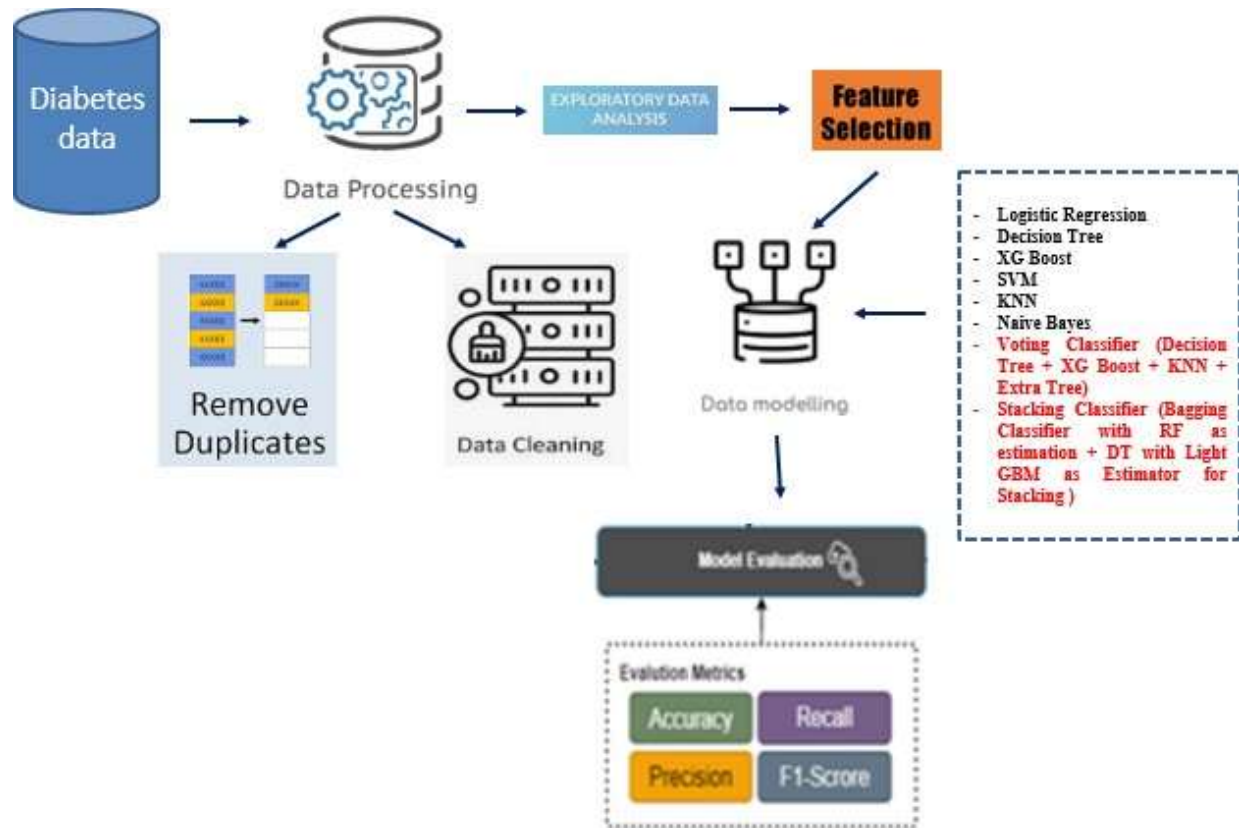 Diabetes
data
Data Processing
EXPLORATORY DATA
ANALYSIS
Feature
Selection
Remove
Duplicates
Data Cleaning
Data modelling
- Logistic Regression
- Decision Tree
- XG Boost
- SVM
- KNN
- Naive Bayes
- Voting Classifier (Decision
Tree + XG Boost + KNN +
Extra Tree)
- Stacking Classifier (Bagging
Classifier with RF as
estimation + DT with Light
GBM as Estimator for
Stacking )
Model Evaluation
Evalution Metrics
Accuracy
Recall
Precision
F1-Scrore